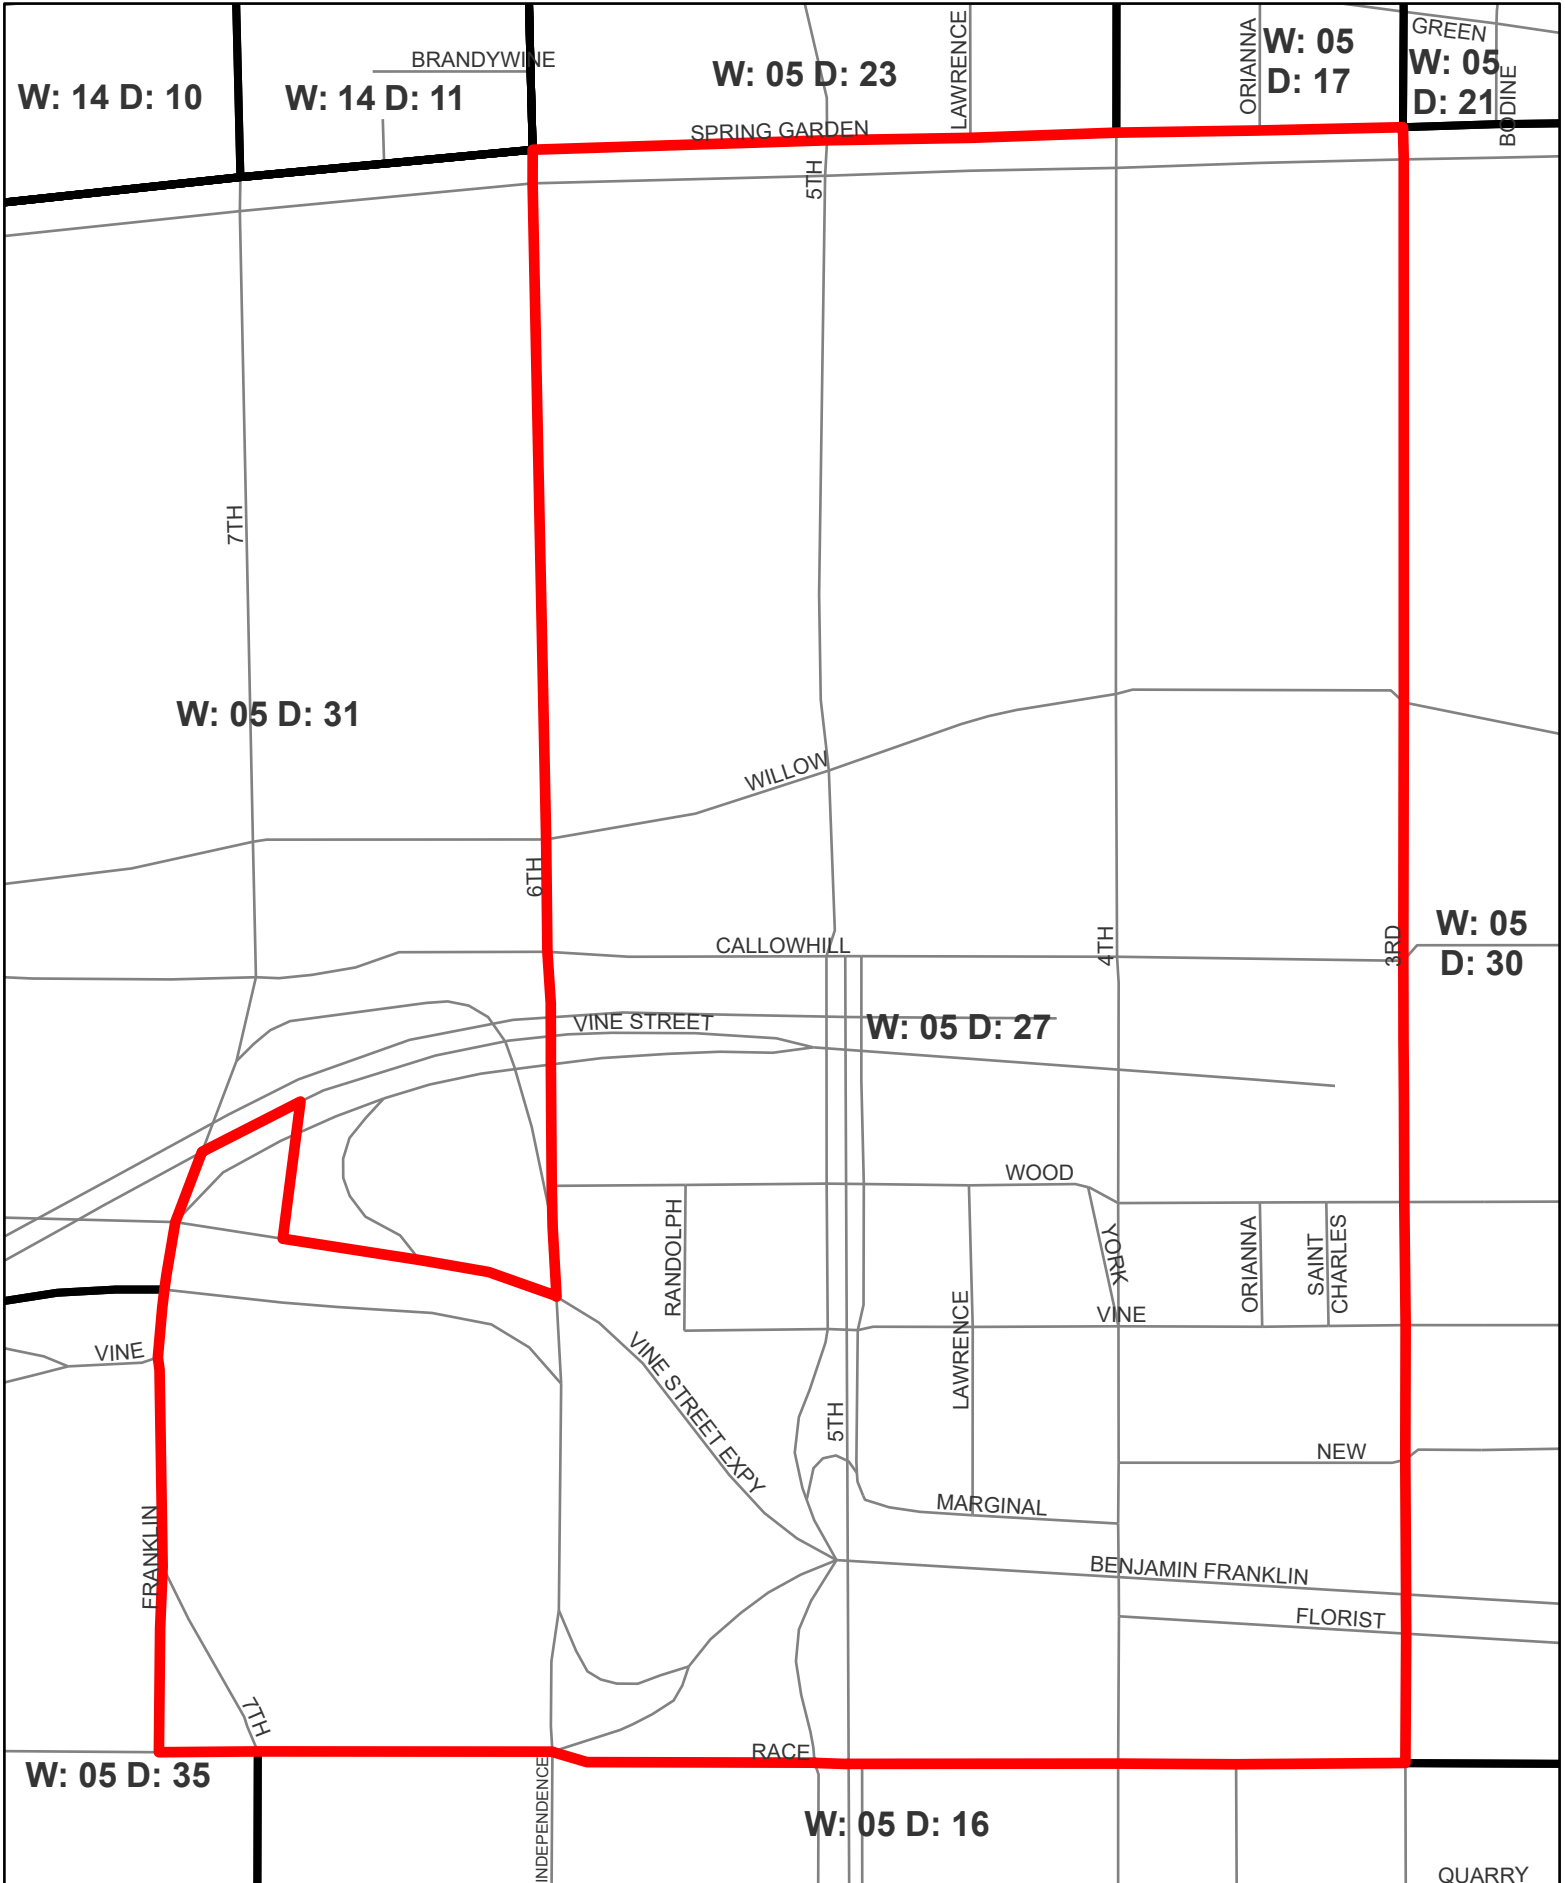 GREEN
LAWRENCE
ORIANNA
W: 05
D: 17
BRANDYWINE
W: 05
D: 21
BODINE
W: 05 D: 23
W: 14 D: 10
W: 14 D: 11
SPRING GARDEN
5TH
7TH
W: 05 D: 31
WILLOW
6TH
CALLOWHILL
4TH
3RD
W: 05
D: 30
VINE STREET
W: 05 D: 27
WOOD
RANDOLPH
YORK
ORIANNA
SAINT
CHARLES
LAWRENCE
VINE
VINE
VINE STREET EXPY
5TH
NEW
MARGINAL
FRANKLIN
BENJAMIN FRANKLIN
FLORIST
7TH
RACE
W: 05 D: 35
INDEPENDENCE
W: 05 D: 16
QUARRY